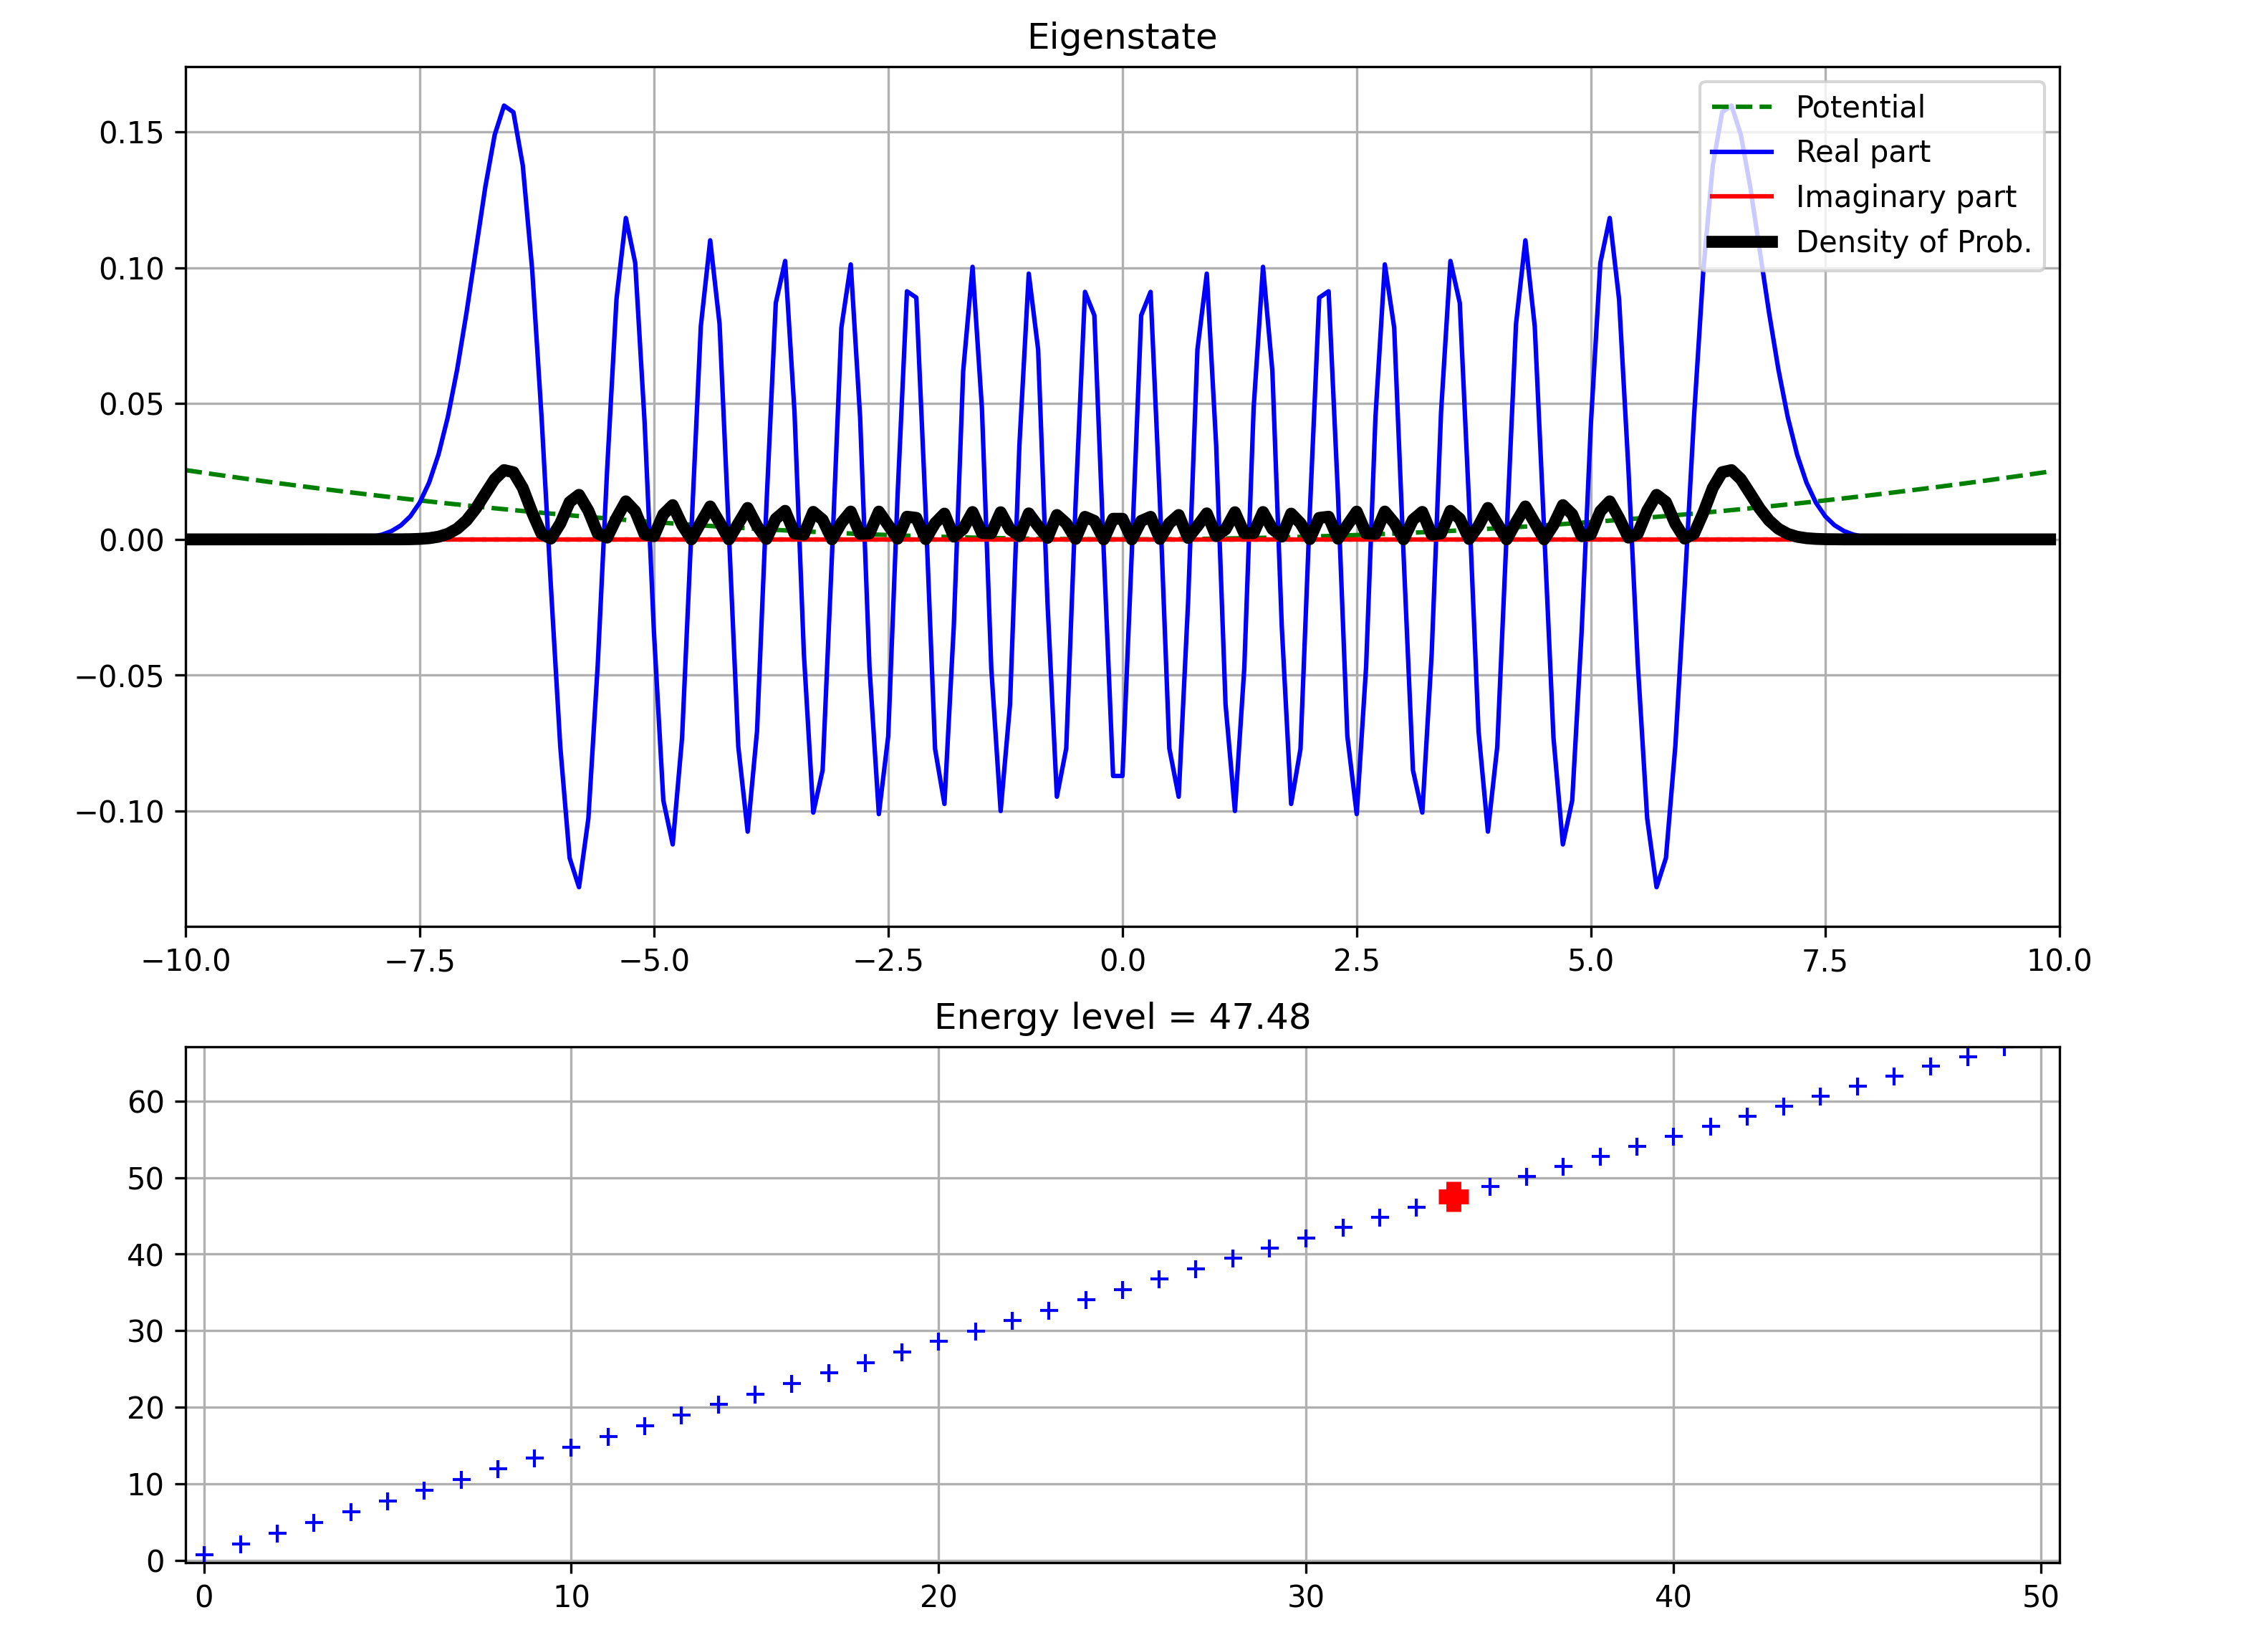 Eigenstate
Potential
Real part
Imaginary part
Density of Prob.
0.15
0.10
0.05
0.00
−0.05
−0.10
−10.0 −7.5 −5.0 −2.5 0.0 2.5 5.0 7.5 10.0
Energy level = 47.48
60
50
40
30
20
10
0
0 10 20 30 40 50